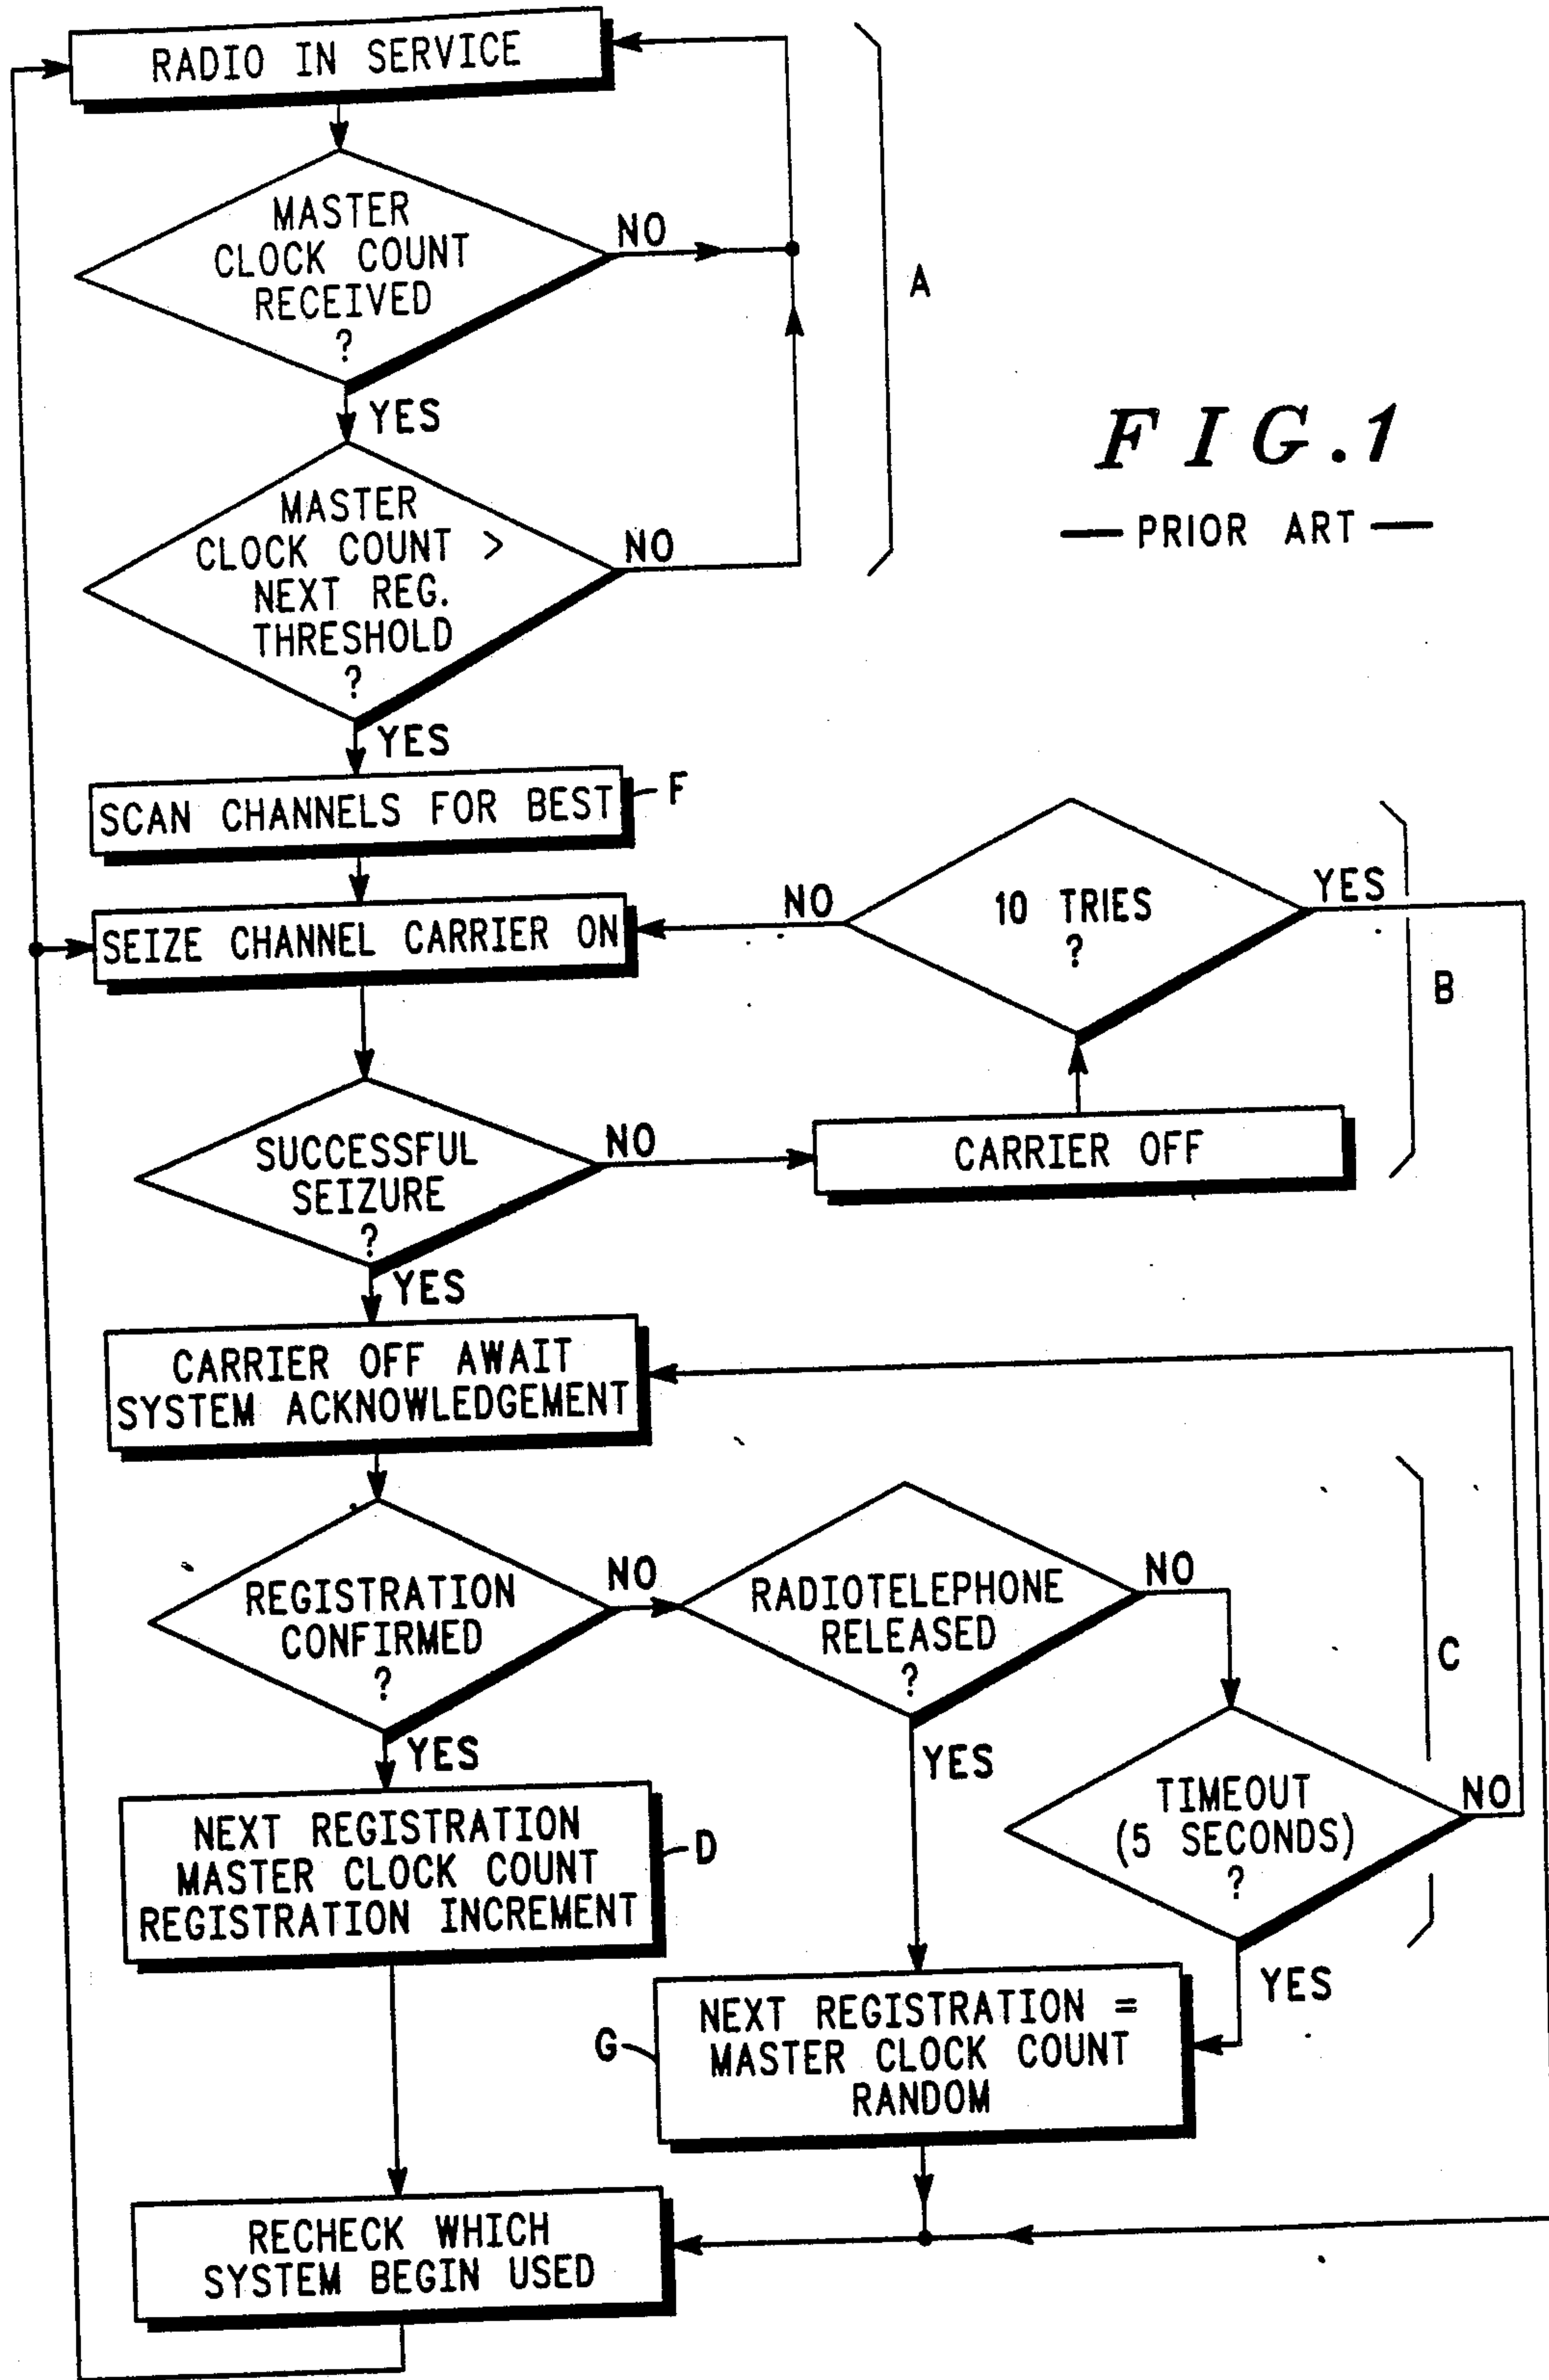 RADIO IN SERVICE
MASTER
CLOCK COUNT
RECEIVED
?
NO
YES
A
MASTER
CLOCK COUNT >
NEXT REG.
THRESHOLD
?
NO
YES
FIG.1
— PRIOR ART —
SCAN CHANNELS FOR BEST
F
SEIZE CHANNEL CARRIER ON
NO
10 TRIES
?
YES
B
SUCCESSFUL
SEIZURE
?
NO
CARRIER OFF
YES
CARRIER OFF AWAIT
SYSTEM ACKNOWLEDGEMENT
REGISTRATION
CONFIRMED
?
NO
RADIOTELEPHONE
RELEASED
?
NO
C
YES
YES
TIMEOUT
(5 SECONDS)
?
NO
YES
NEXT REGISTRATION
MASTER CLOCK COUNT
REGISTRATION INCREMENT
D
G
NEXT REGISTRATION =
MASTER CLOCK COUNT
RANDOM
RECHECK WHICH
SYSTEM BEGIN USED